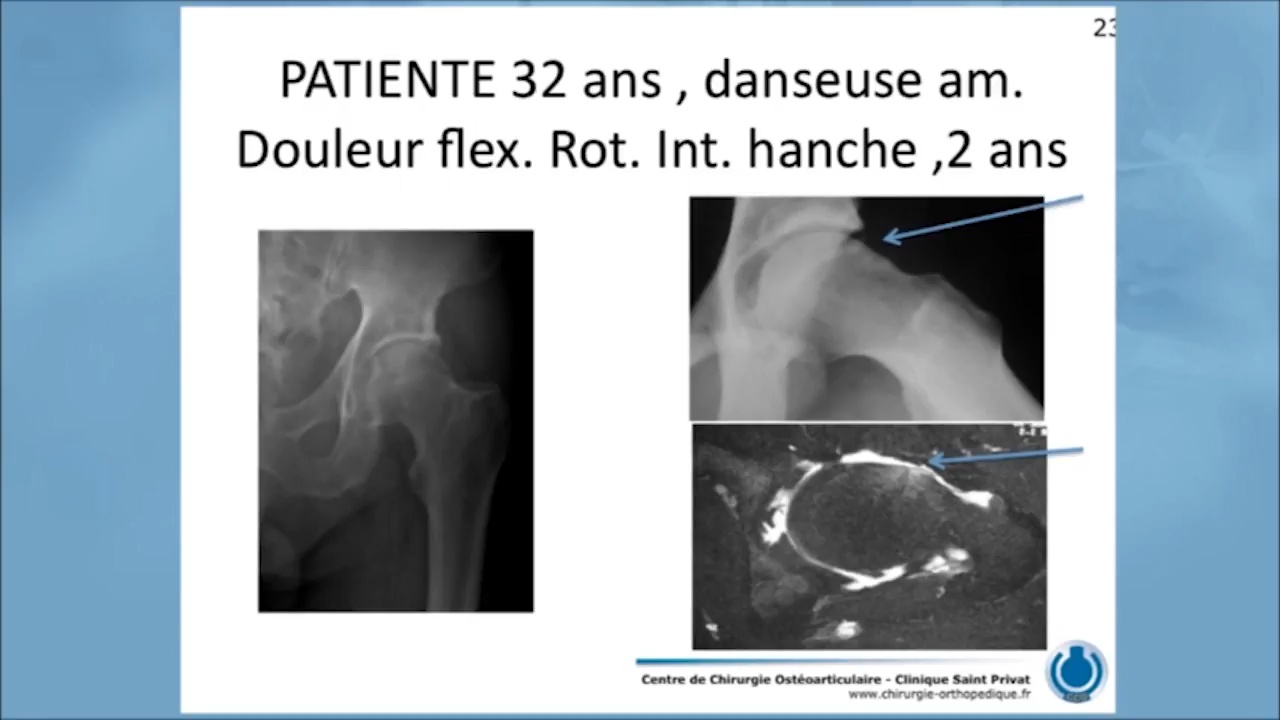 23
PATIENTE 32 ans , danseuse am.
Douleur flex. Rot. Int. hanche ,2 ans
Centre de Chirurgie Ostéoarticulaire - Clinique Saint Privat
www.chirurgie-orthopedique.fr